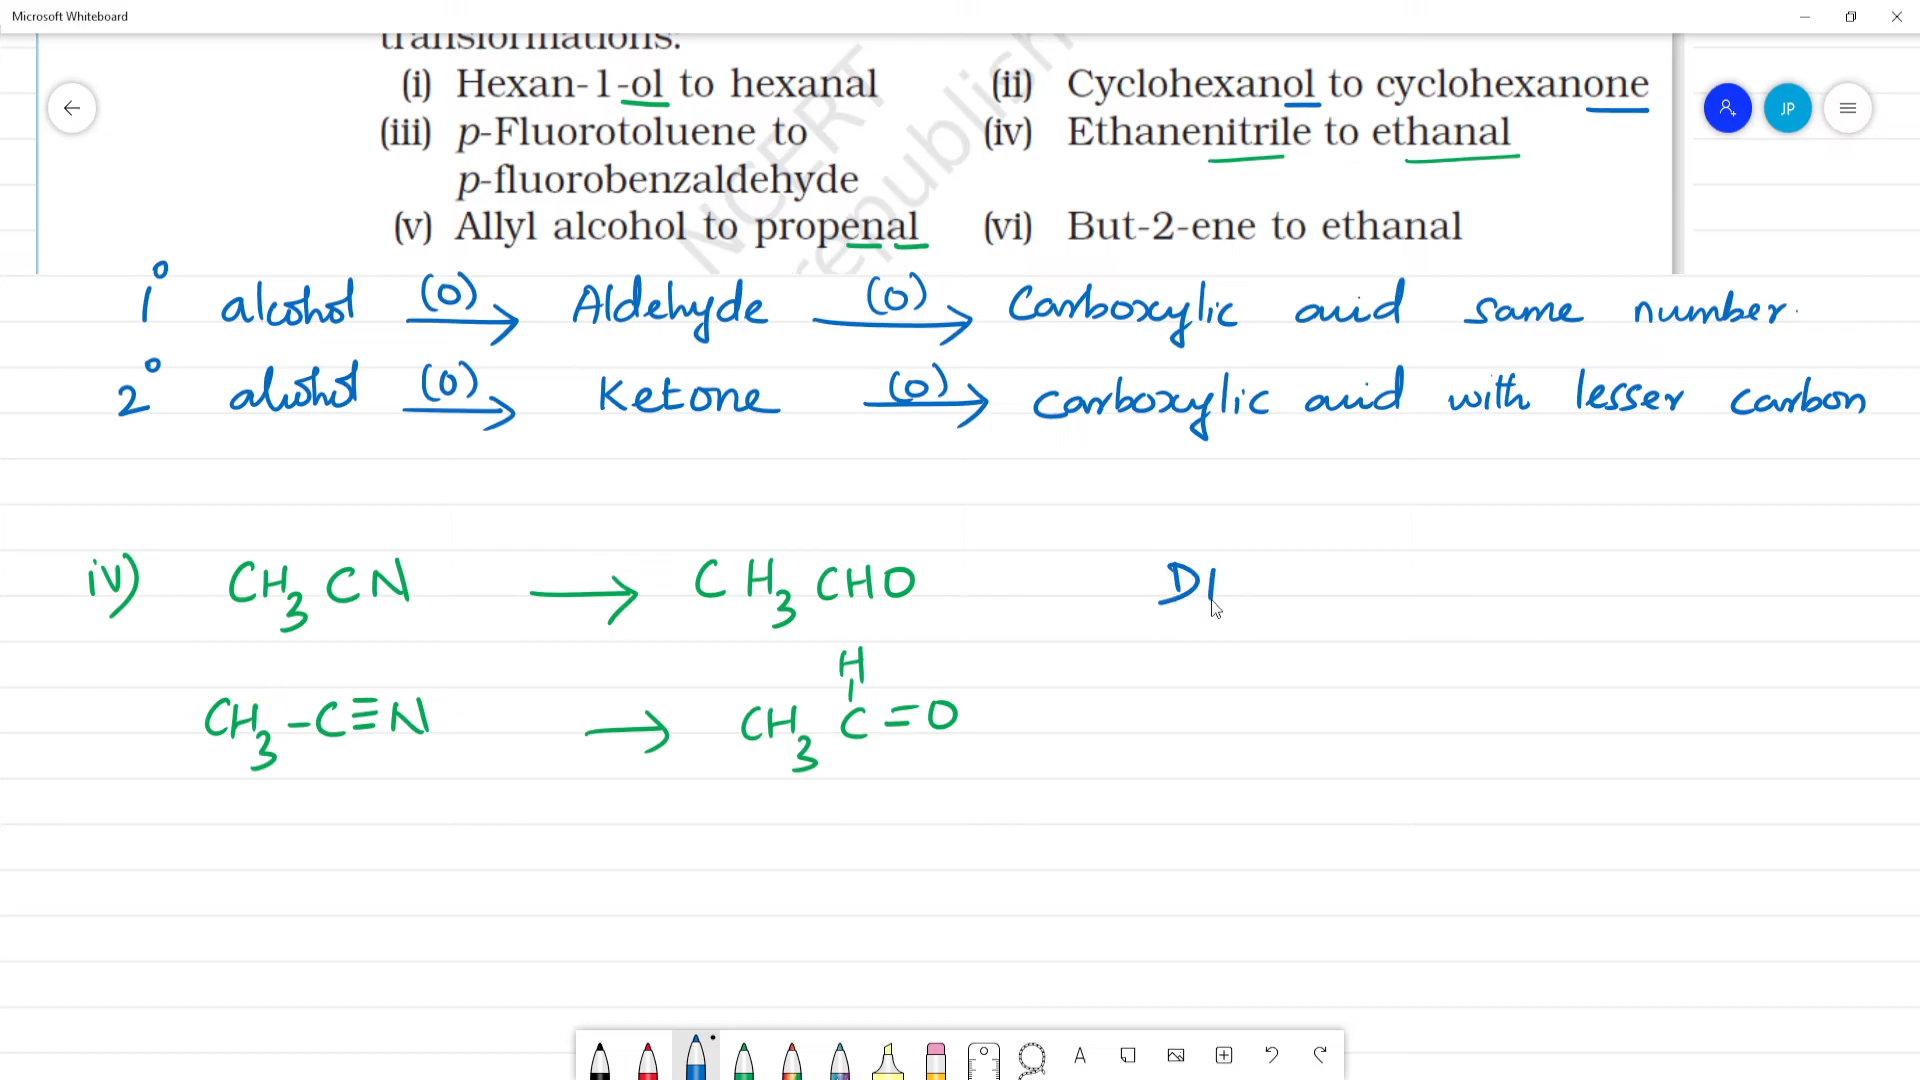 Microsoft Whiteboard
transformations:
(i) Hexan-1-ol to hexanal (ii) Cyclohexanol to cyclohexanone
(iii) p-Fluorotoluene to (iv) Ethanenitrile to ethanal
p-fluorobenzaldehyde
(v) Allyl alcohol to propenal (vi) But-2-ene to ethanal
NCERT
republish
JP
1° alcohol (O)→ Aldehyde (O)→ Carboxylic acid same number.
2° alcohol (O)→ Ketone (O)→ carboxylic acid with lesser carbon
iv) CH3CN → CH3CHO DI
H
CH3-C≡N → CH3C=O
A